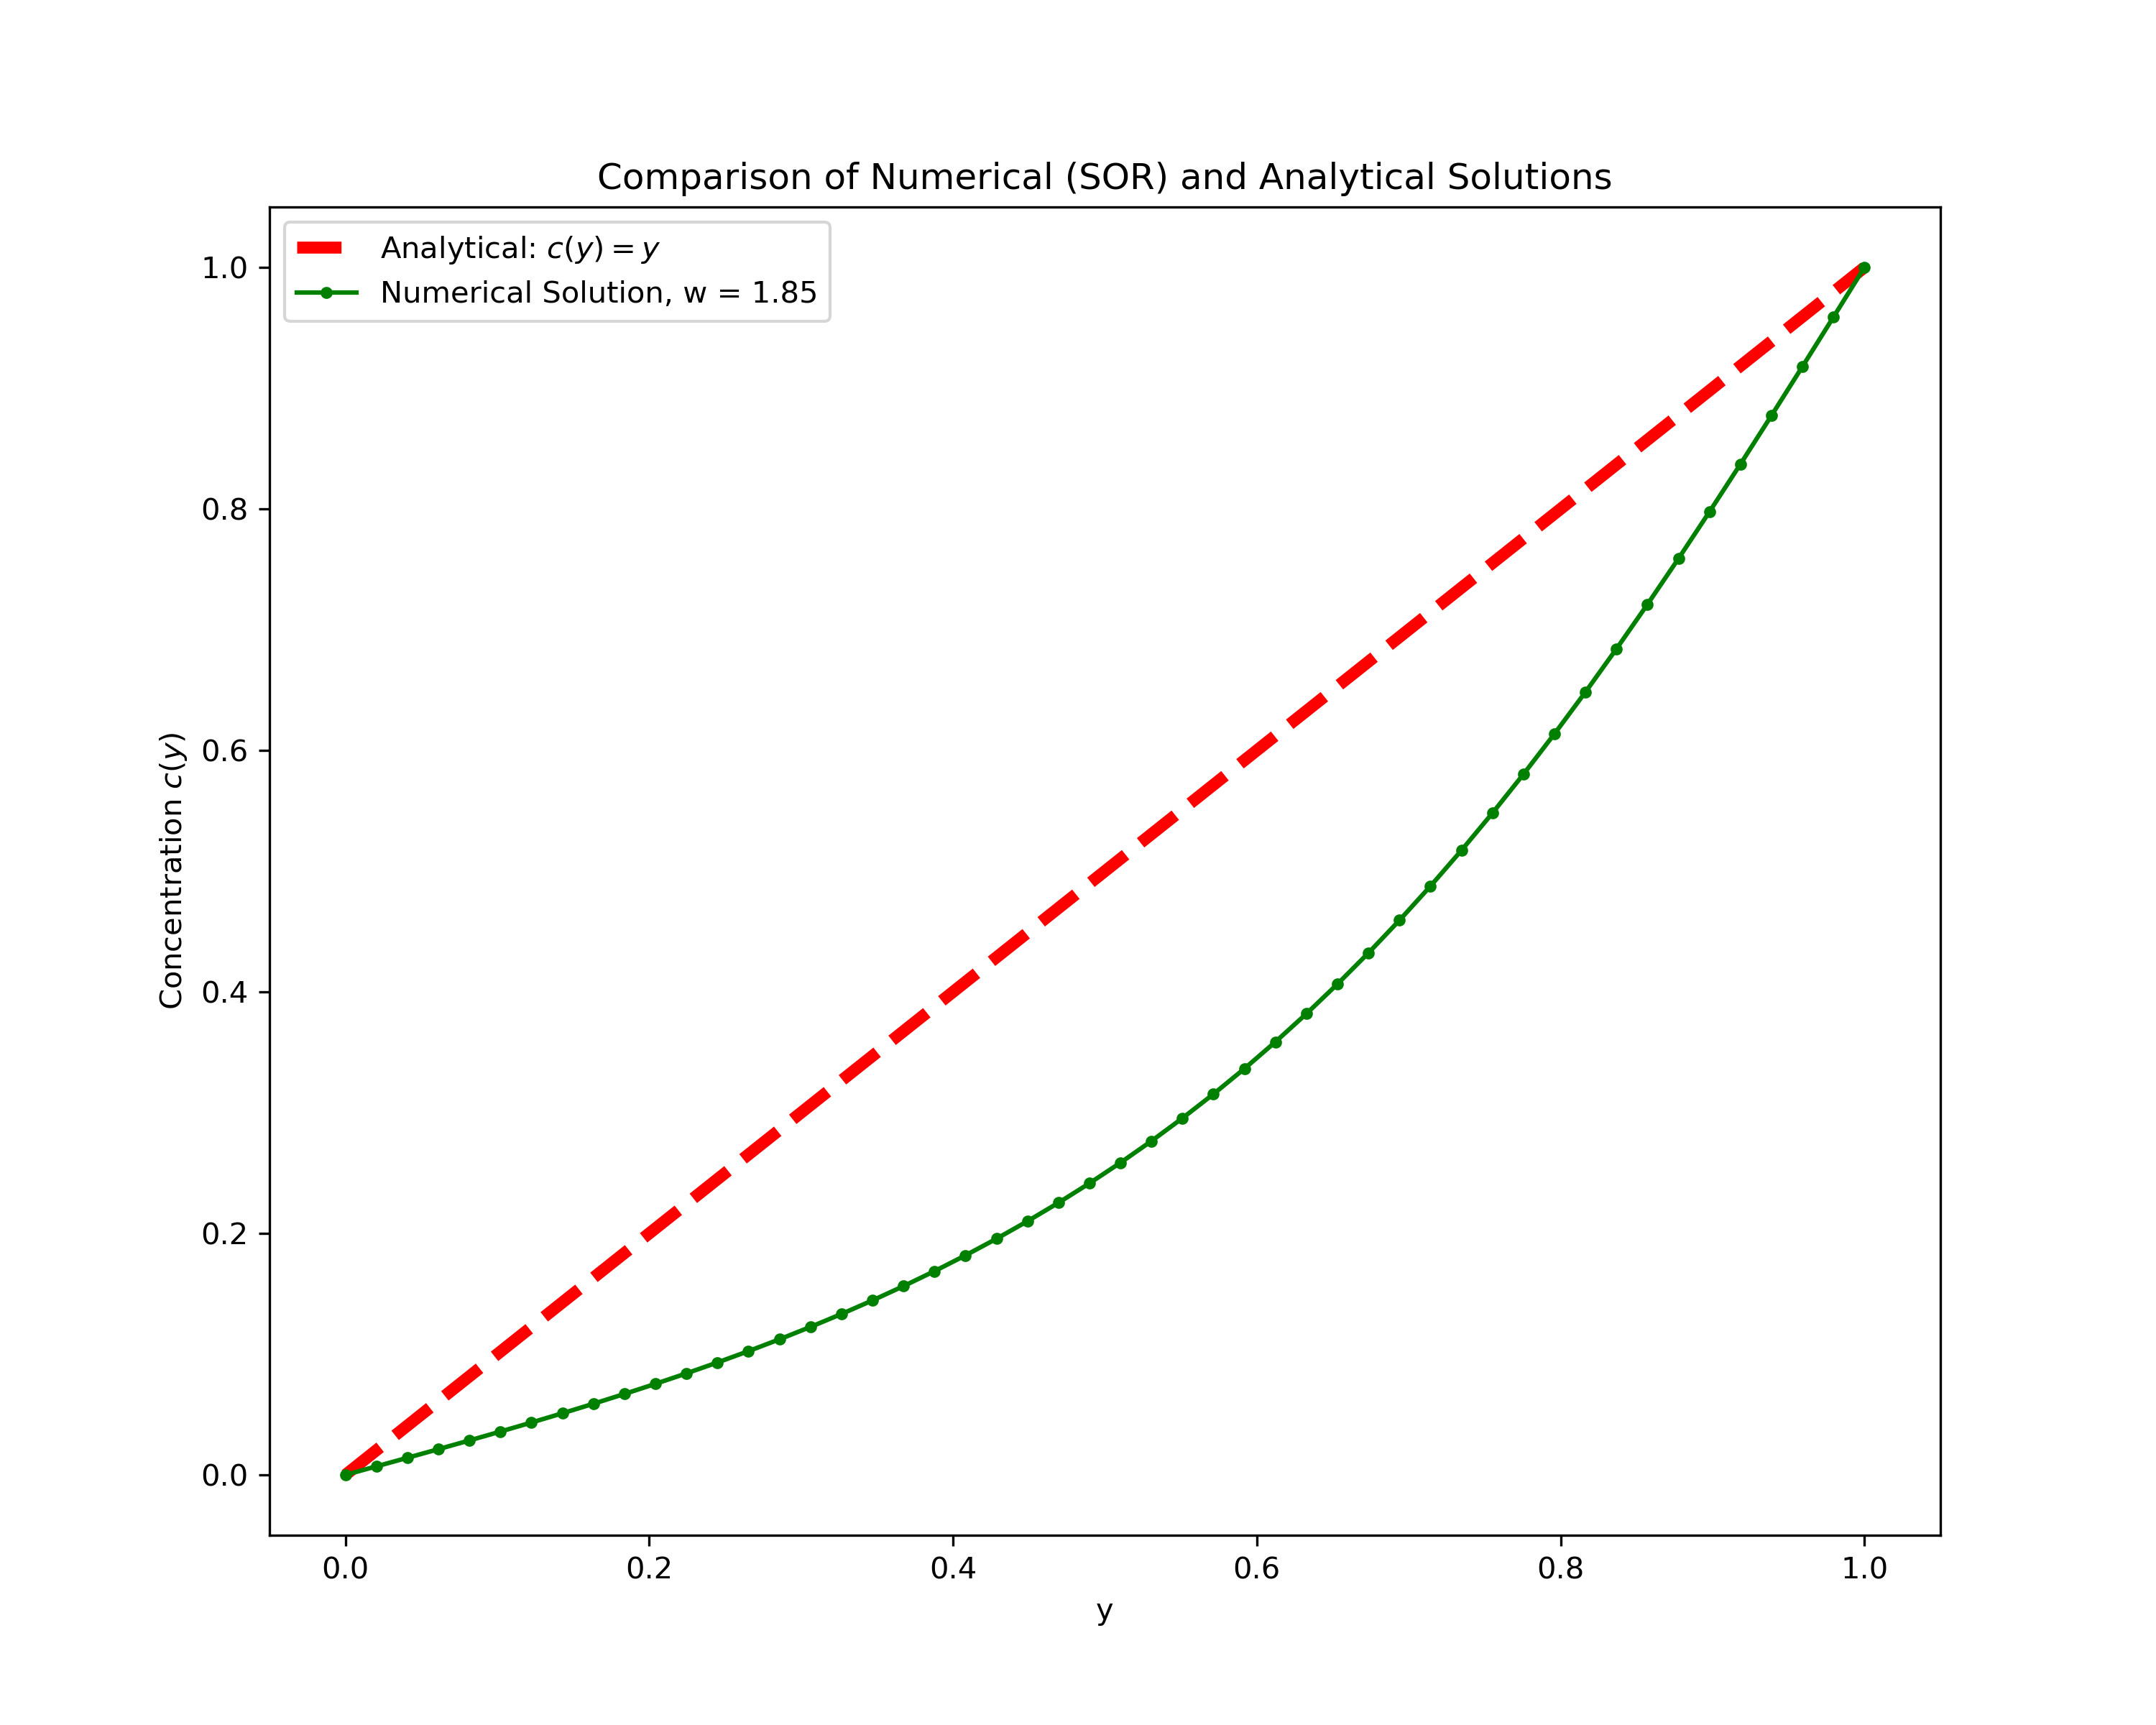 Comparison of Numerical (SOR) and Analytical Solutions
Analytical: c(y) = y
Numerical Solution, w = 1.85
Concentration c(y)
1.0
0.8
0.6
0.4
0.2
0.0
0.0 0.2 0.4 0.6 0.8 1.0
y